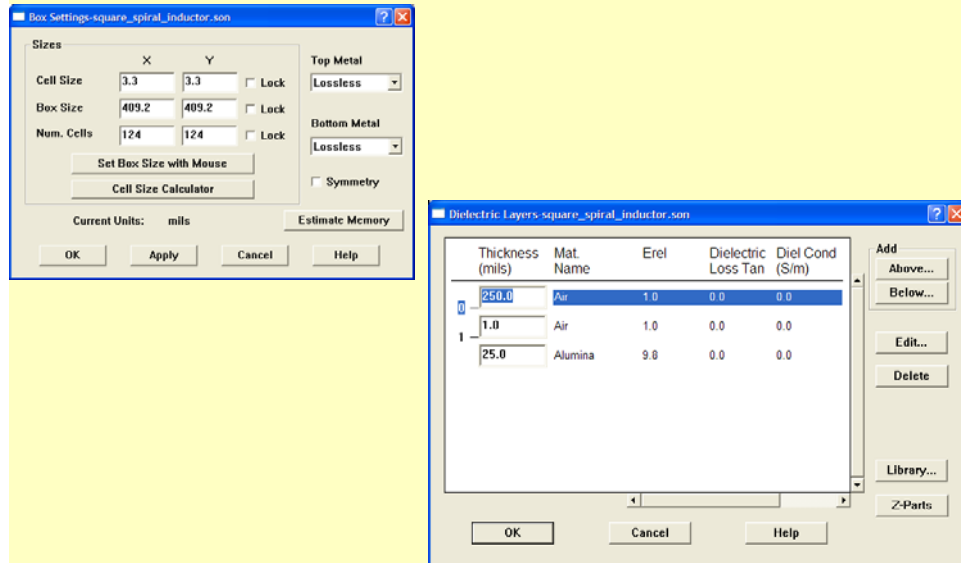 Box Settings-square_spiral_inductor.son
Sizes
X Y
Cell Size 3.3 3.3 Lock
Box Size 409.2 409.2 Lock
Num. Cells 124 124 Lock
Set Box Size with Mouse
Cell Size Calculator
Top Metal
Lossless
Bottom Metal
Lossless
Symmetry
Current Units: mils
Estimate Memory
OK Apply Cancel Help
Dielectric Layers-square_spiral_inductor.son
Thickness Mat. Erel Dielectric Diel Cond
(mils) Name Loss Tan (S/m)
250.0 Air 1.0 0.0 0.0
0
1.0 Air 1.0 0.0 0.0
1
25.0 Alumina 9.8 0.0 0.0
Add
Above...
Below...
Edit...
Delete
Library...
Z-Parts
OK Cancel Help